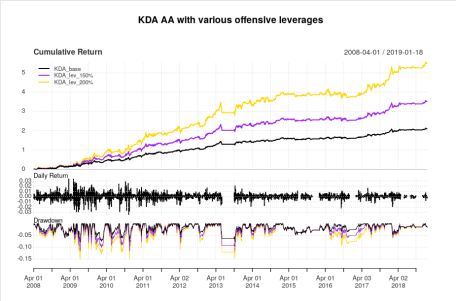 KDA AA with various offensive leverages
Cumulative Return 2008-04-01 / 2019-01-18
KDA_base
KDA_lev_150%
KDA_lev_200%
5
4
3
2
1
0
Daily Return
0.03
0.02
0.01
0.00
-0.01
-0.02
-0.03
Drawdown
-0.05
-0.10
-0.15
Apr 01 Apr 01 Apr 01 Apr 01 Apr 02 Apr 01 Apr 01 Apr 01 Apr 01 Apr 03 Apr 02
2008 2009 2010 2011 2012 2013 2014 2015 2016 2017 2018